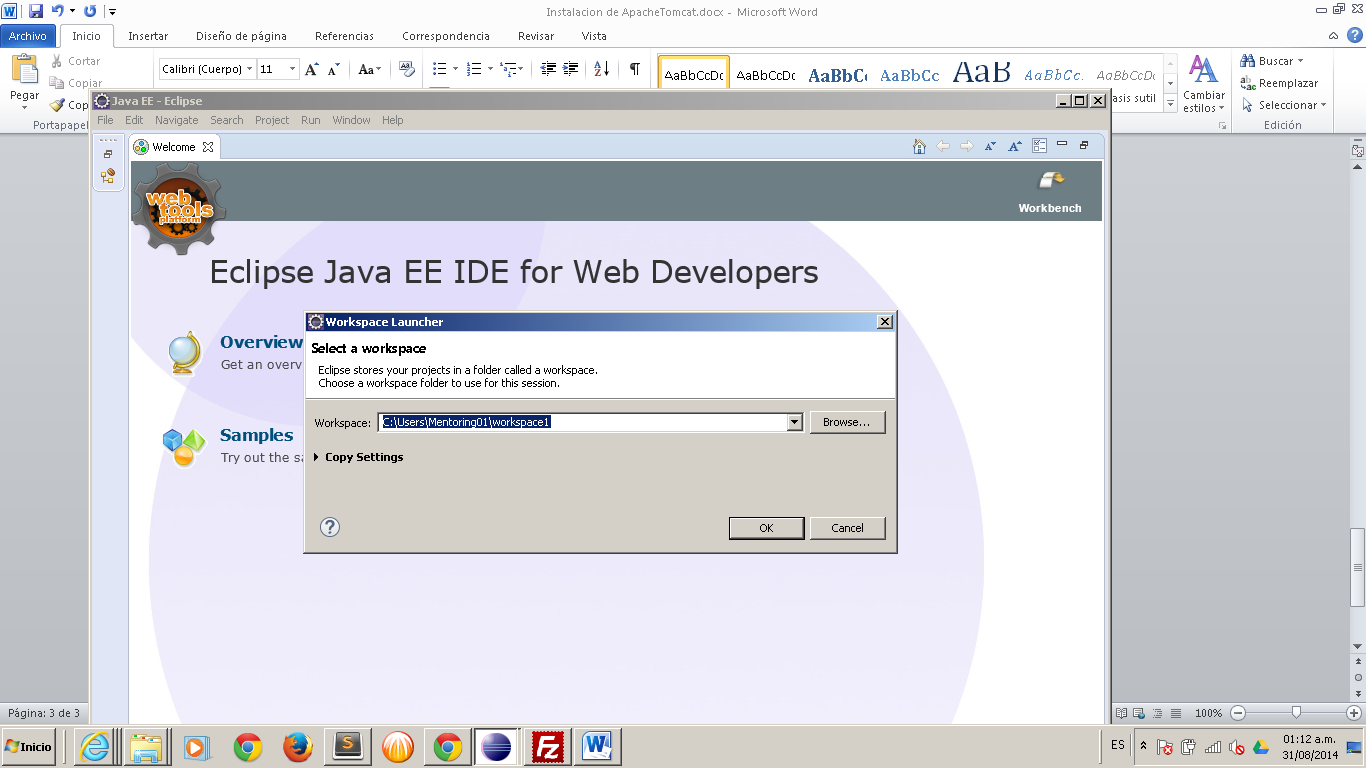 Instalacion de ApacheTomcat.docx - Microsoft Word
Archivo Inicio Insertar Diseño de página Referencias Correspondencia Revisar Vista
Pegar
Cortar
Copiar
Cop
Portapapel
Calibri (Cuerpo) 11
AaBbCcDc AaBbCcDc AaBbC AaBbCc AaB AaBbCc. AaBbCcDc
asis sutil
Cambiar
estilos
Buscar
Reemplazar
Seleccionar
Edición
Java EE - Eclipse
File Edit Navigate Search Project Run Window Help
Welcome
web
tools
platform
Workbench
Eclipse Java EE IDE for Web Developers
Overview
Get an overv
Samples
Try out the sa
Workspace Launcher
Select a workspace
Eclipse stores your projects in a folder called a workspace.
Choose a workspace folder to use for this session.
Workspace: C:\Users\Mentoring01\workspace1 Browse...
Copy Settings
OK Cancel
Página: 3 de 3
100%
Inicio
ES
01:12 a.m.
31/08/2014